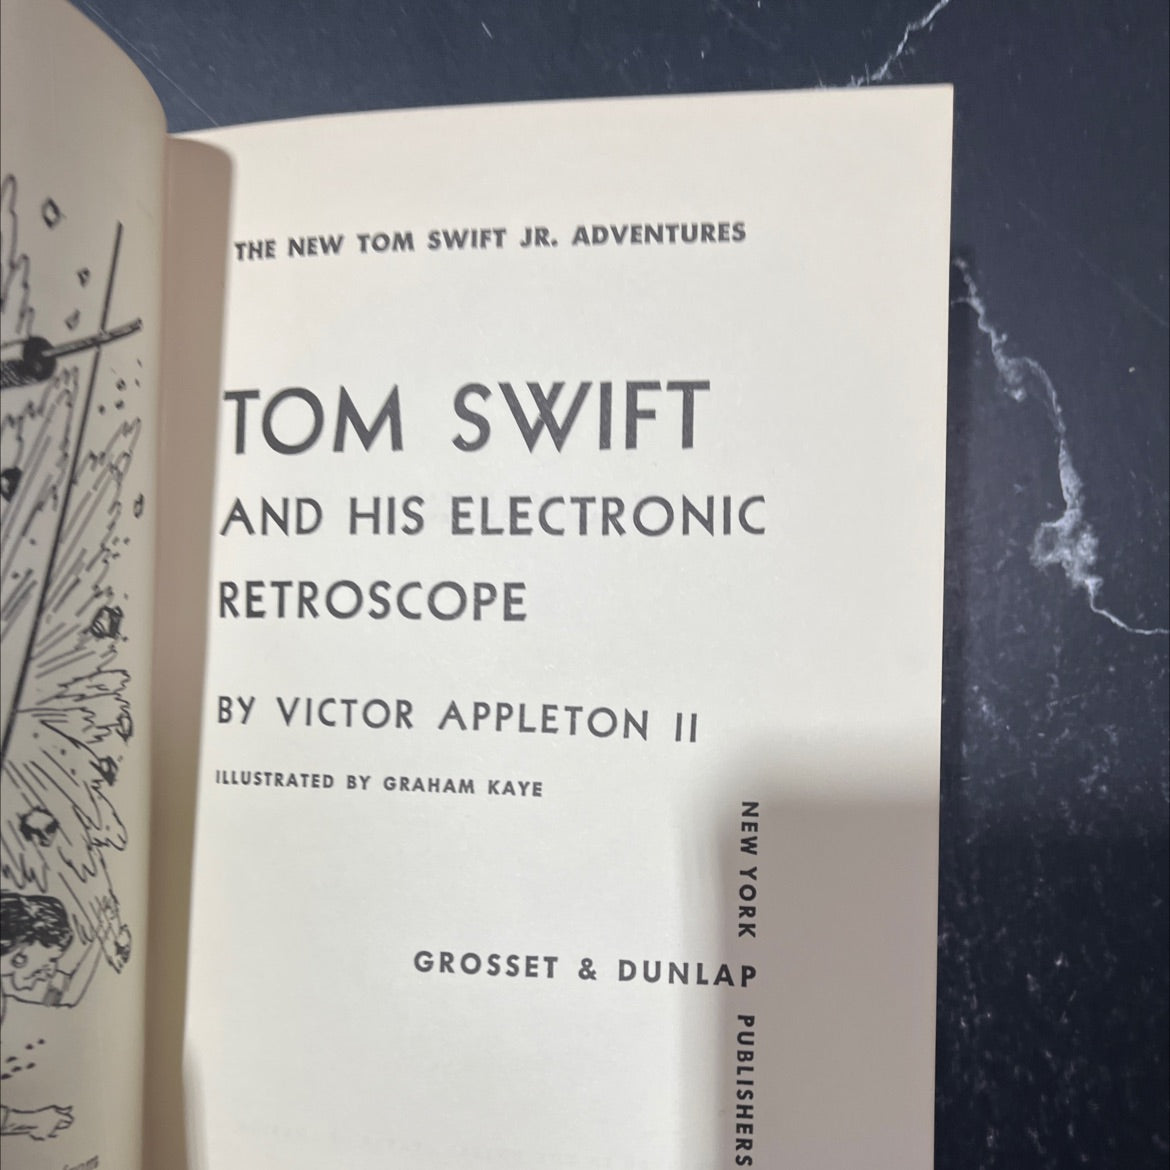 THE NEW TOM SWIFT JR. ADVENTURES
TOM SWIFT
AND HIS ELECTRONIC
RETROSCOPE
BY VICTOR APPLETON II
ILLUSTRATED BY GRAHAM KAYE
GROSSET & DUNLAP
NEW YORK PUBLISHERS